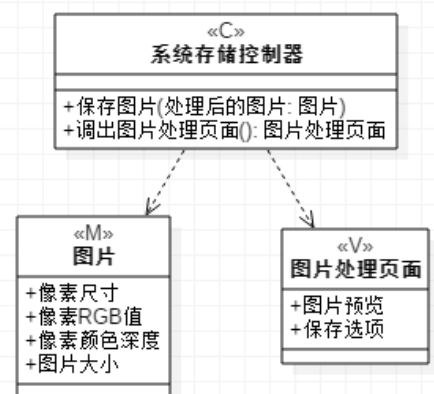 «C»
系统存储控制器
+保存图片(处理后的图片: 图片)
+调出图片处理页面(): 图片处理页面
«M»
图片
+像素尺寸
+像素RGB值
+像素颜色深度
+图片大小
«V»
图片处理页面
+图片预览
+保存选项